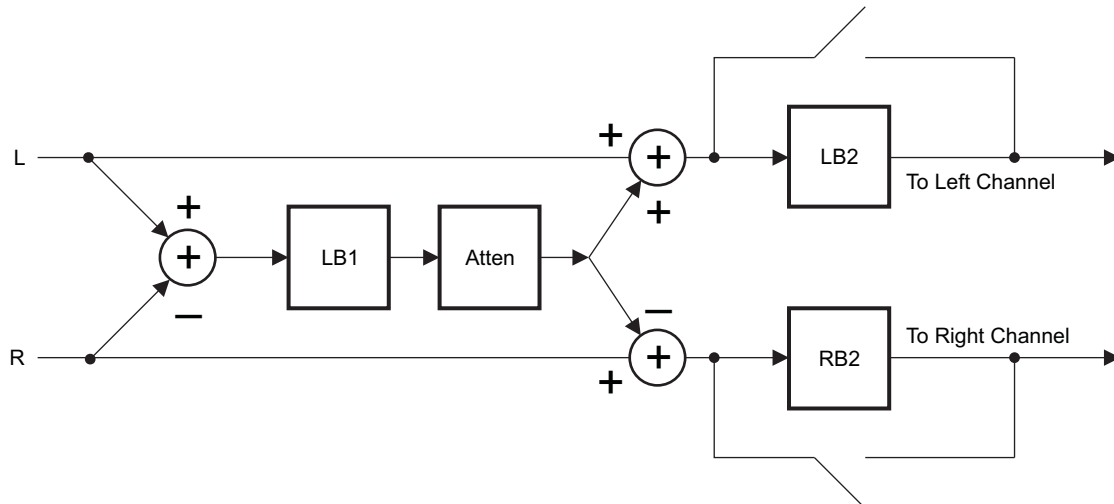 +
LB2
L
+
To Left Channel
+
+
+
LB1
Atten
−
−
To Right Channel
R
+
RB2
+